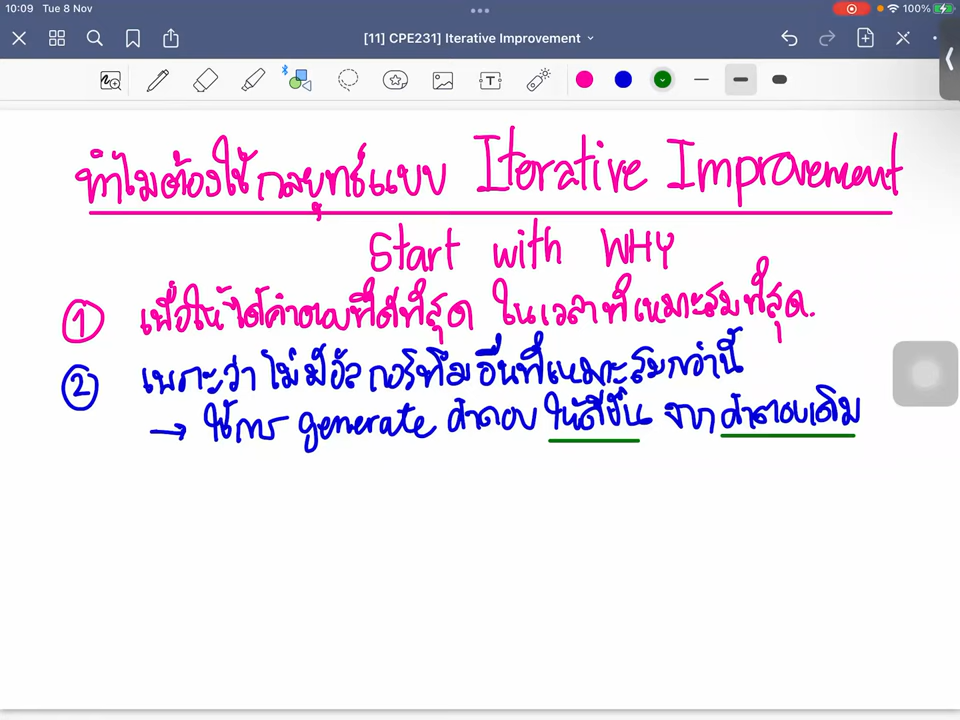 10:09 Tue 8 Nov
100%
[11] CPE231] Iterative Improvement
ทำไมต้องใช้กลยุทธ์แบบ Iterative Improvement
Start with WHY
① เพื่อให้ได้คำตอบที่ดีที่สุด ในเวลาที่เหมาะสมที่สุด.
② เพราะว่า ไม่มีอัลกอริทึมอื่นที่เหมาะสมกว่านี้
→ ใช้การ generate คำตอบ ให้ดีขึ้น จากคำตอบเดิม